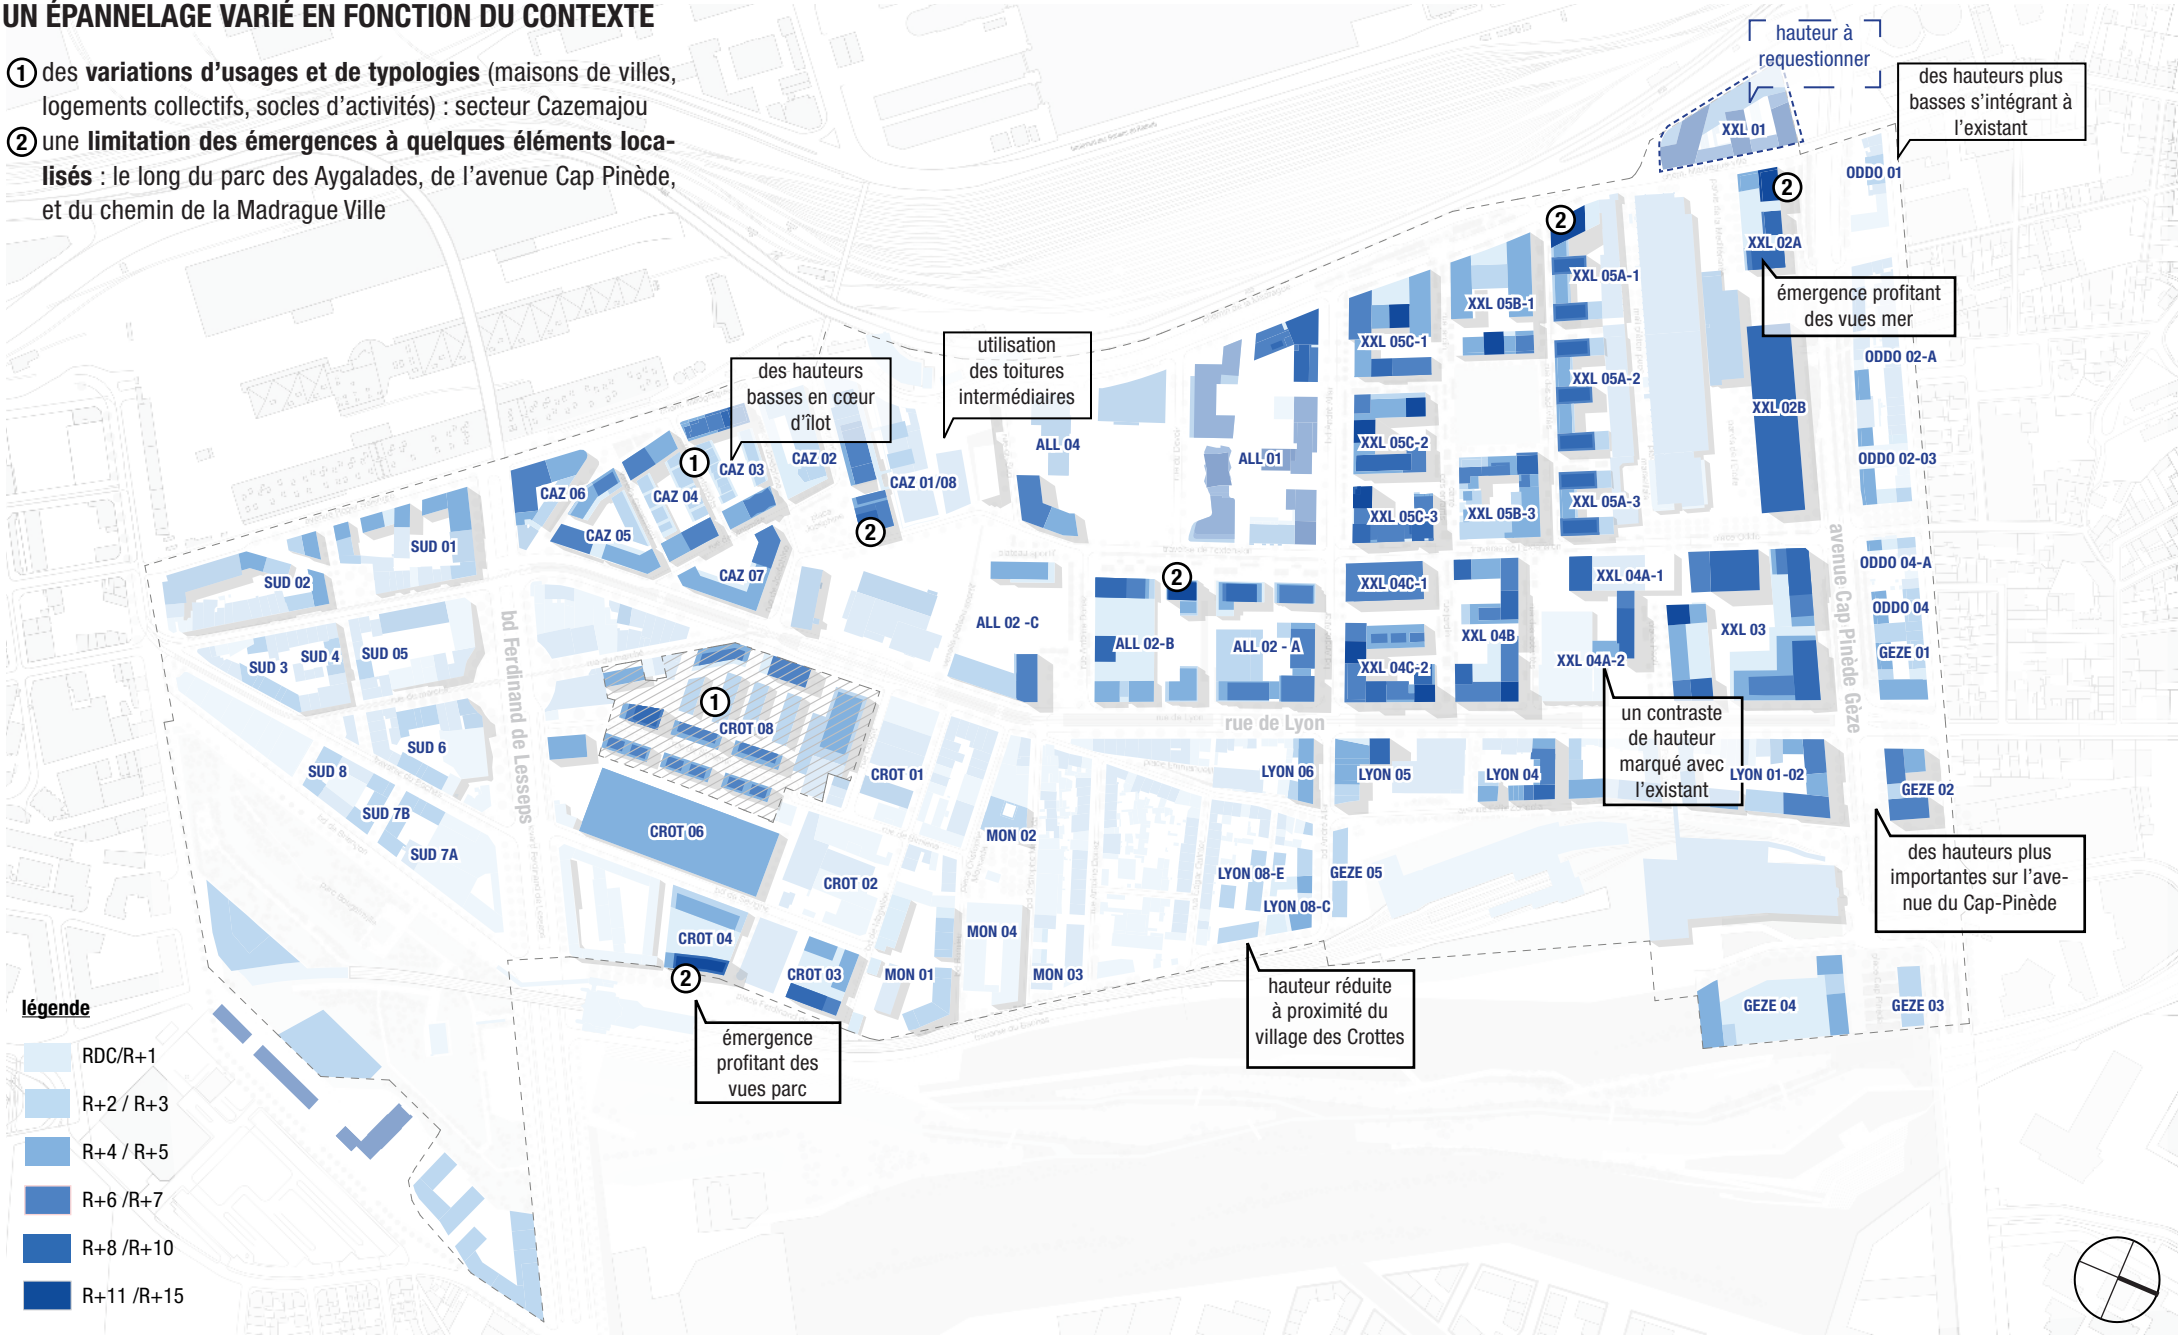 UN ÉPANNELAGE VARIÉ EN FONCTION DU CONTEXTE
1 des variations d'usages et de typologies (maisons de villes,
logements collectifs, socles d'activités) : secteur Cazemajou
2 une limitation des émergences à quelques éléments loca-
lisés : le long du parc des Aygalades, de l'avenue Cap Pinède,
et du chemin de la Madrague Ville
hauteur à
requestionner
des hauteurs plus
basses s'intégrant à
l'existant
XXL 01
ODDO 01
2
2
XXL 02A
XXL 05A-1
émergence profitant
des vues mer
XXL 05B-1
XXL 05C-1
utilisation
des toitures
intermédiaires
des hauteurs
basses en cœur
d'îlot
ODDO 02-A
XXL 05A-2
XXL 02B
ALL 04
XXL 05C-2
1
CAZ 03
CAZ 02
ALL 01
ODDO 02-03
CAZ 01/08
CAZ 06
CAZ 04
XXL 05A-3
XXL 05B-3
XXL 05C-3
2
CAZ 05
SUD 01
avenue Cap Pinède Gèze
ODDO 04-A
SUD 02
CAZ 07
2
XXL 04C-1
XXL 04A-1
ODDO 04
ALL 02 -C
bd Ferdinand de Lesseps
ALL 02-B
ALL 02 - A
XXL 04B
XXL 03
SUD 3
SUD 4
SUD 05
GEZE 01
XXL 04C-2
XXL 04A-2
1
CROT 08
rue de Lyon
un contraste
de hauteur
marqué avec
l'existant
SUD 6
SUD 8
CROT 01
LYON 06
LYON 05
LYON 04
LYON 01-02
GEZE 02
SUD 7B
CROT 06
MON 02
SUD 7A
CROT 02
LYON 08-E
GEZE 05
LYON 08-C
des hauteurs plus
importantes sur l'ave-
nue du Cap-Pinède
CROT 04
MON 04
2
CROT 03
MON 01
MON 03
hauteur réduite
à proximité du
village des Crottes
GEZE 04
GEZE 03
émergence
profitant des
vues parc
légende
RDC/R+1
R+2 / R+3
R+4 / R+5
R+6 /R+7
R+8 /R+10
R+11 /R+15